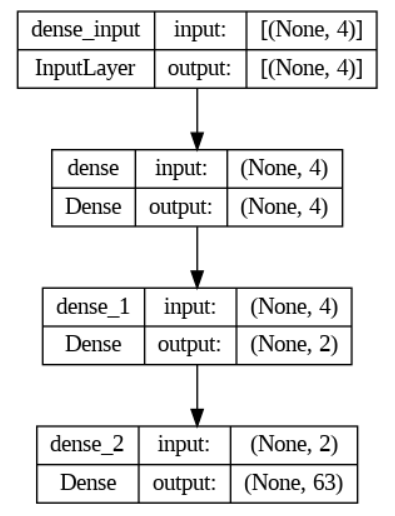 dense_input input: [(None, 4)]
InputLayer output: [(None, 4)]
dense input: (None, 4)
Dense output: (None, 4)
dense_1 input: (None, 4)
Dense output: (None, 2)
dense_2 input: (None, 2)
Dense output: (None, 63)